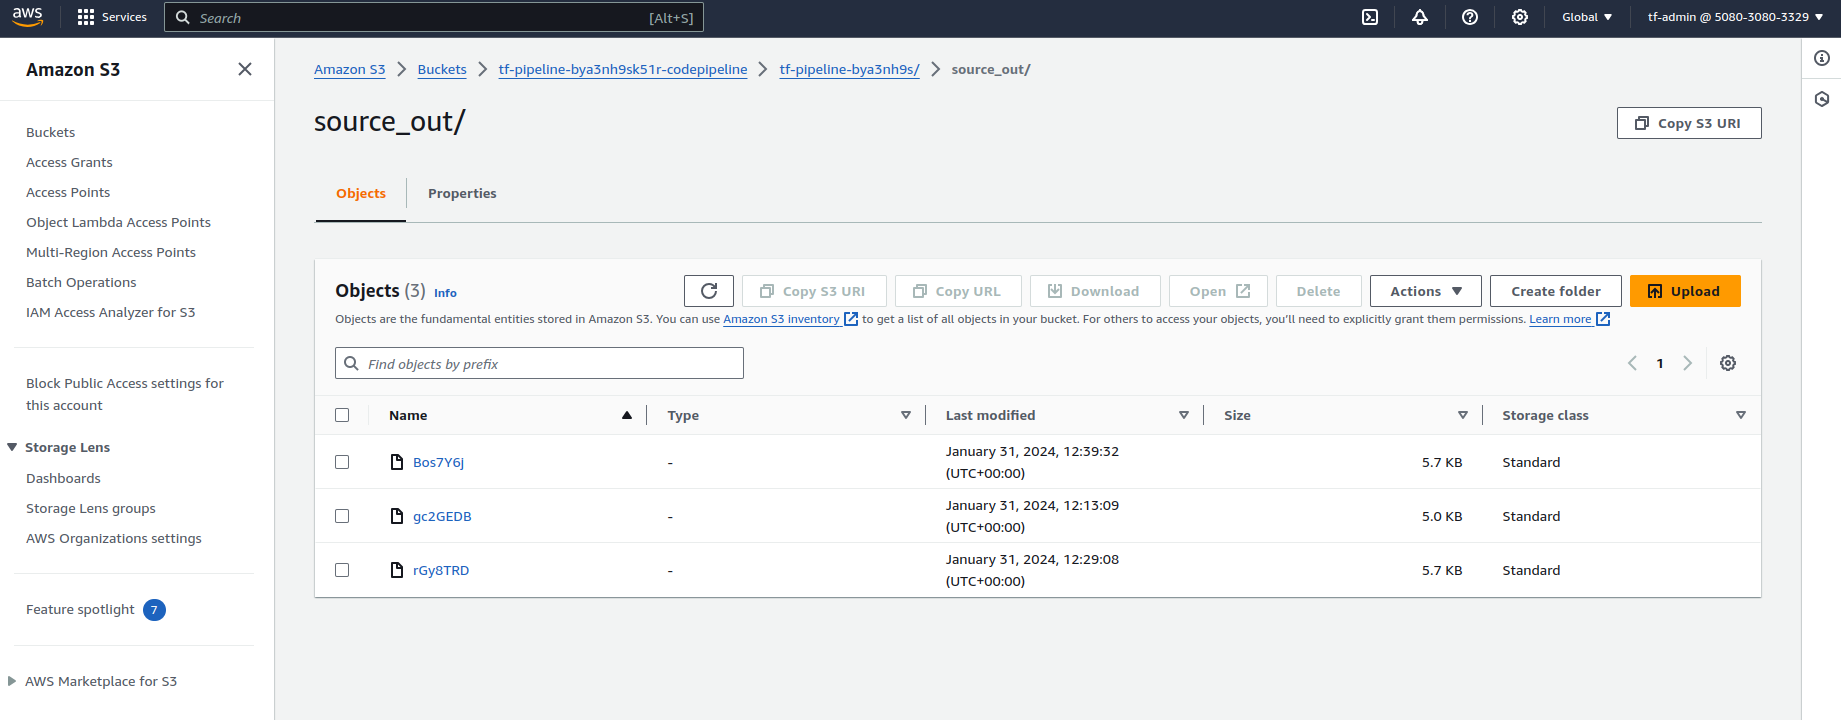 aws
Services
Search
[Alt+S]
Global
tf-admin @ 5080-3080-3329
Amazon S3
Buckets
Access Grants
Access Points
Object Lambda Access Points
Multi-Region Access Points
Batch Operations
IAM Access Analyzer for S3
Block Public Access settings for
this account
Storage Lens
Dashboards
Storage Lens groups
AWS Organizations settings
Feature spotlight 7
AWS Marketplace for S3
Amazon S3 > Buckets > tf-pipeline-bya3nh9sk51r-codepipeline > tf-pipeline-bya3nh9s/ > source_out/
source_out/
Copy S3 URI
Objects
Properties
Objects (3) Info
Copy S3 URI
Copy URL
Download
Open
Delete
Actions
Create folder
Upload
Objects are the fundamental entities stored in Amazon S3. You can use Amazon S3 inventory to get a list of all objects in your bucket. For others to access your objects, you'll need to explicitly grant them permissions. Learn more
Find objects by prefix
1
Name Type Last modified Size Storage class
Bos7Y6j - January 31, 2024, 12:39:32 (UTC+00:00) 5.7 KB Standard
gc2GEDB - January 31, 2024, 12:13:09 (UTC+00:00) 5.0 KB Standard
rGy8TRD - January 31, 2024, 12:29:08 (UTC+00:00) 5.7 KB Standard